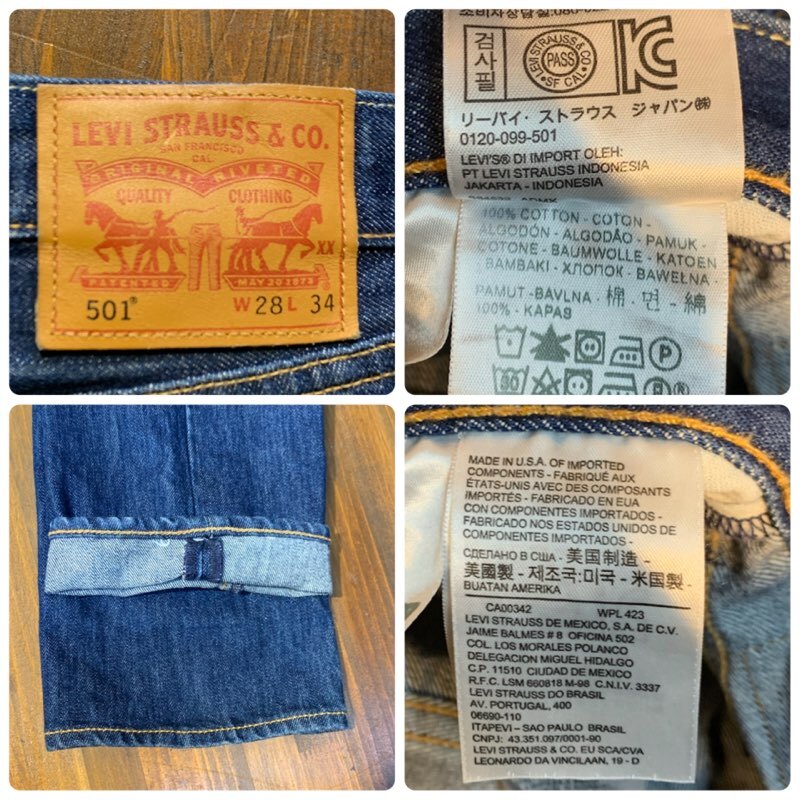 LEVI STRAUSS & CO.
SAN FRANCISCO
CAL.
ORIGINAL RIVETED
QUALITY CLOTHING
XX
PATENTED MAY 20 1873
501® W 28 L 34
검사필
LEVI STRAUSS & CO
PASS
SF CAL
リーバイ・ストラウス ジャパン㈱
0120-099-501
LEVI'S® DI IMPORT OLEH:
PT LEVI STRAUSS INDONESIA
JAKARTA - INDONESIA
100% COTTON - COTON -
ALGODÓN - ALGODÃO - PAMUK -
COTONE - BAUMWOLLE - KATOEN
- BAMBAKI - ХЛОПОК - BAWEŁNA -
PAMUT - BAVLNA - 棉 - 면 - 綿
100% - KAPAS
P
MADE IN U.S.A. OF IMPORTED
COMPONENTS - FABRIQUÉ AUX
ÉTATS-UNIS AVEC DES COMPOSANTS
IMPORTÉS - FABRICADO EN EUA
CON COMPONENTES IMPORTADOS -
FABRICADO NOS ESTADOS UNIDOS DE
COMPONENTES IMPORTADOS -
СДЕЛАНО В США - 美国制造 -
美國製 - 제조국:미국 - 米国製 -
BUATAN AMERIKA
CA00342 WPL 423
LEVI STRAUSS DE MEXICO, S.A. DE C.V.
JAIME BALMES # 8 OFICINA 502
COL. LOS MORALES POLANCO
DELEGACION MIGUEL HIDALGO
C.P. 11510 CIUDAD DE MEXICO
R.F.C. LSM 660818 M-98 C.N.I.V. 3337
LEVI STRAUSS DO BRASIL
AV. PORTUGAL, 400
06690-110
ITAPEVI - SAO PAULO BRASIL
CNPJ: 43.351.097/0001-90
LEVI STRAUSS & CO. EU SCA/CVA
LEONARDO DA VINCILAAN, 19 - D